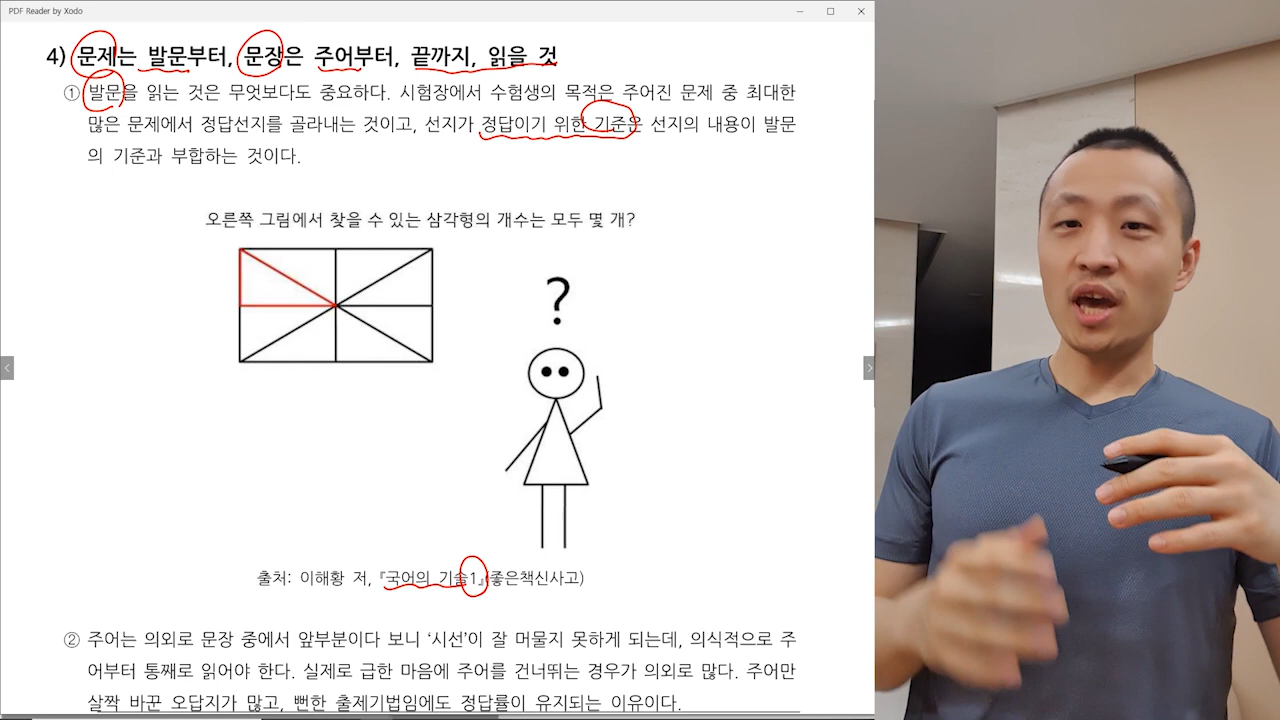 PDF Reader by Xodo
4) 문제는 발문부터, 문장은 주어부터, 끝까지, 읽을 것
① 발문을 읽는 것은 무엇보다도 중요하다. 시험장에서 수험생의 목적은 주어진 문제 중 최대한
많은 문제에서 정답선지를 골라내는 것이고, 선지가 정답이기 위한 기준은 선지의 내용이 발문
의 기준과 부합하는 것이다.
오른쪽 그림에서 찾을 수 있는 삼각형의 개수는 모두 몇 개?
?
출처: 이해황 저, 『국어의 기술1』(좋은책신사고)
② 주어는 의외로 문장 중에서 앞부분이다 보니 ‘시선’이 잘 머물지 못하게 되는데, 의식적으로 주
어부터 통째로 읽어야 한다. 실제로 급한 마음에 주어를 건너뛰는 경우가 의외로 많다. 주어만
살짝 바꾼 오답지가 많고, 뻔한 출제기법임에도 정답률이 유지되는 이유이다.